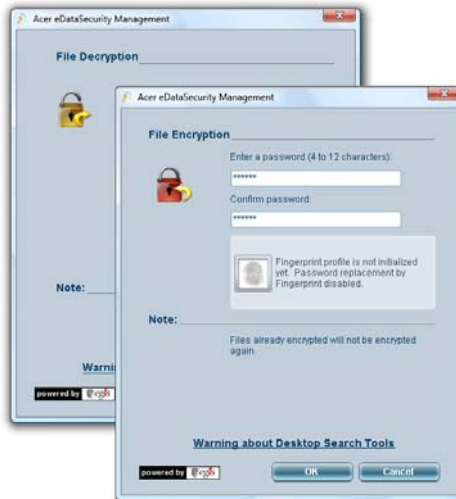 Acer eDataSecurity Management
File Decryption
Note:
powered by egis
Acer eDataSecurity Management
File Encryption
Enter a password (4 to 12 characters):
******
Confirm password:
******
Fingerprint profile is not initialized
yet. Password replacement by
Fingerprint disabled.
Note:
Files already encrypted will not be encrypted
again.
Warning about Desktop Search Tools
powered by egis
OK
Cancel